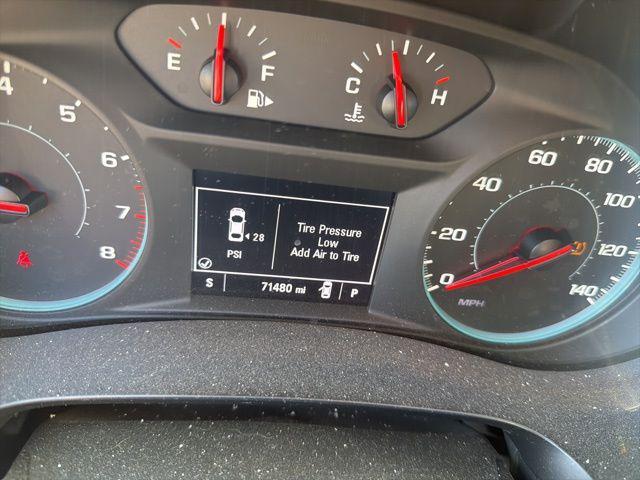 E
F
C
H
4
5
6
7
8
28
PSI
Tire Pressure
Low
Add Air to Tire
S
71480 mi
P
0
20
40
60
80
100
120
140
MPH